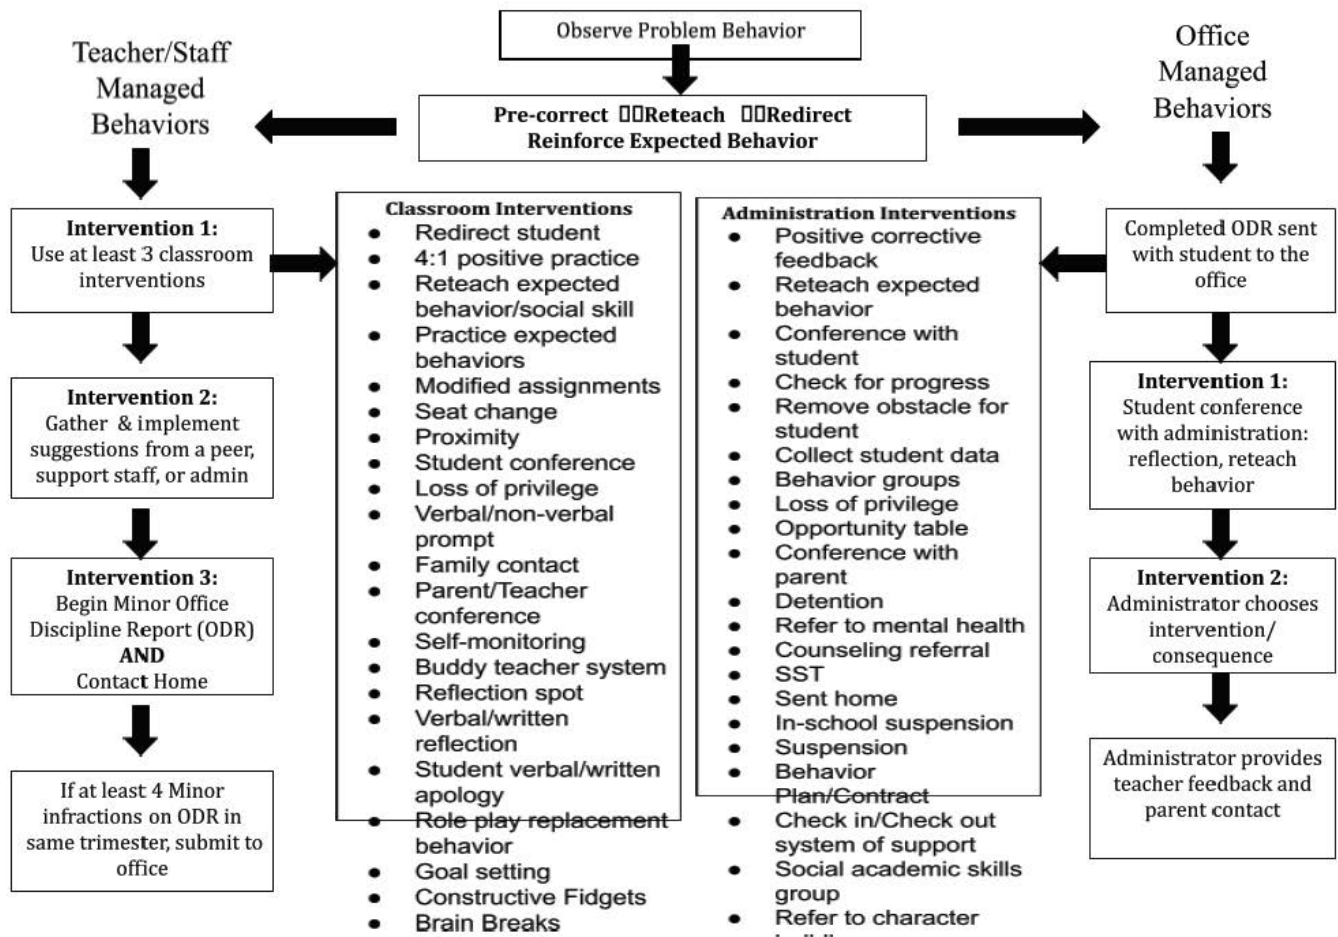 Observe Problem Behavior
Teacher/Staff
Managed
Behaviors
Office
Managed
Behaviors
Pre-correct Reteach Redirect
Reinforce Expected Behavior
Intervention 1:
Use at least 3 classroom
interventions
Intervention 2:
Gather & implement
suggestions from a peer,
support staff, or admin
Intervention 3:
Begin Minor Office
Discipline Report (ODR)
AND
Contact Home
If at least 4 Minor
infractions on ODR in
same trimester, submit to
office
Classroom Interventions
● Redirect student
● 4:1 positive practice
● Reteach expected
behavior/social skill
● Practice expected
behaviors
● Modified assignments
● Seat change
● Proximity
● Student conference
● Loss of privilege
● Verbal/non-verbal
prompt
● Family contact
● Parent/Teacher
conference
● Self-monitoring
● Buddy teacher system
● Reflection spot
● Verbal/written
reflection
● Student verbal/written
apology
● Role play replacement
behavior
● Goal setting
● Constructive Fidgets
● Brain Breaks
Administration Interventions
● Positive corrective
feedback
● Reteach expected
behavior
● Conference with
student
● Check for progress
● Remove obstacle for
student
● Collect student data
● Behavior groups
● Loss of privilege
● Opportunity table
● Conference with
parent
● Detention
● Refer to mental health
● Counseling referral
● SST
● Sent home
● In-school suspension
● Suspension
● Behavior
Plan/Contract
● Check in/Check out
system of support
● Social academic skills
group
● Refer to character
Completed ODR sent
with student to the
office
Intervention 1:
Student conference
with administration:
reflection, reteach
behavior
Intervention 2:
Administrator chooses
intervention/
consequence
Administrator provides
teacher feedback and
parent contact